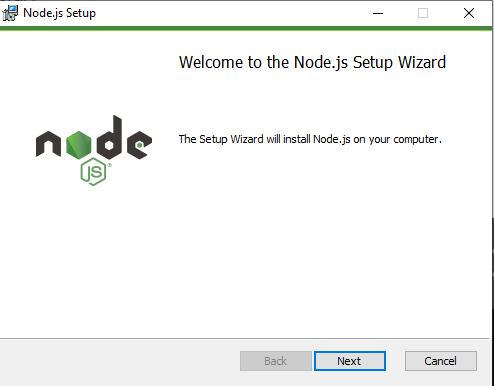 Node.js Setup
Welcome to the Node.js Setup Wizard
The Setup Wizard will install Node.js on your computer.
node
JS®
Back Next Cancel